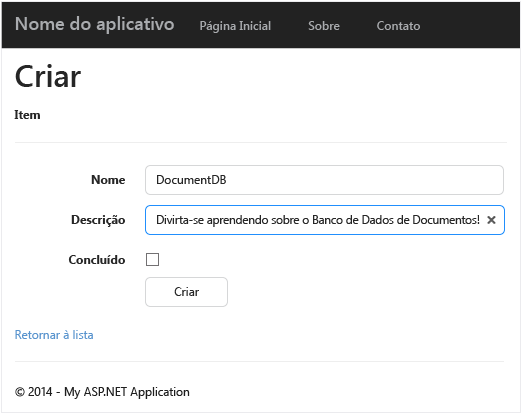 Nome do aplicativo Página Inicial Sobre Contato
Criar
Item
Nome DocumentDB
Descrição Divirta-se aprendendo sobre o Banco de Dados de Documentos!
Concluído
Criar
Retornar à lista
© 2014 - My ASP.NET Application